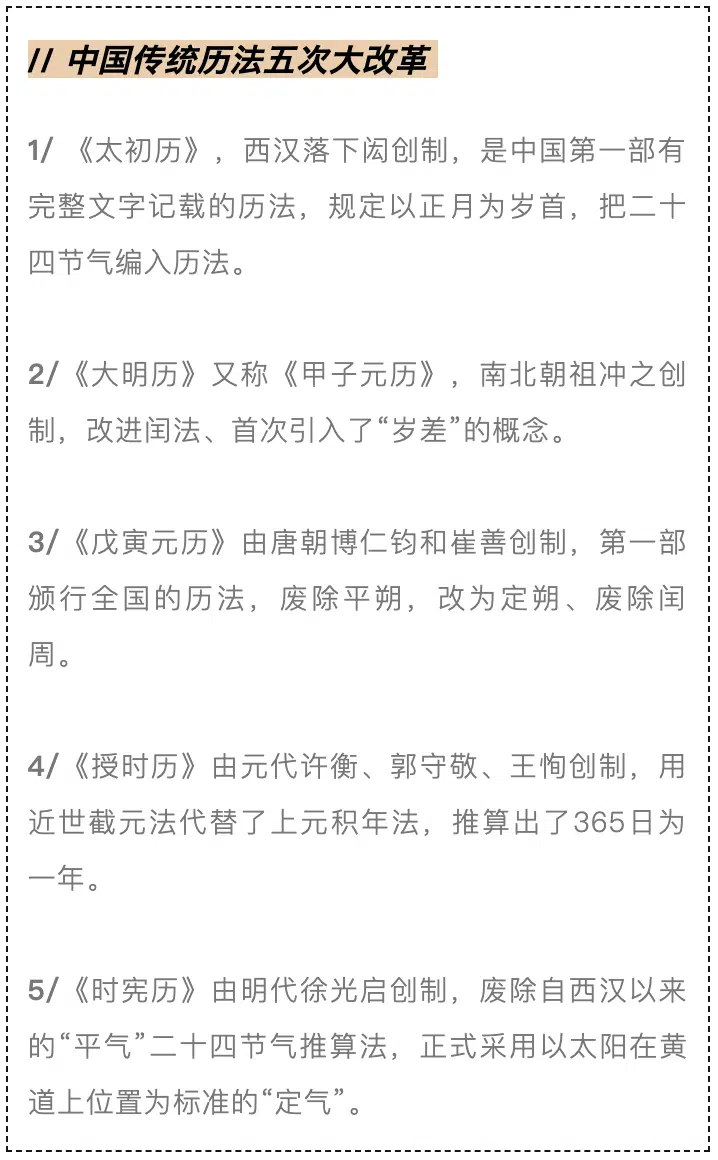 // 中国传统历法五次大改革
1/ 《太初历》，西汉落下闳创制，是中国第一部有
完整文字记载的历法，规定以正月为岁首，把二十
四节气编入历法。
2/《大明历》又称《甲子元历》，南北朝祖冲之创
制，改进闰法、首次引入了“岁差”的概念。
3/《戊寅元历》由唐朝博仁钧和崔善创制，第一部
颁行全国的历法，废除平朔，改为定朔、废除闰
周。
4/《授时历》由元代许衡、郭守敬、王恂创制，用
近世截元法代替了上元积年法，推算出了365日为
一年。
5/《时宪历》由明代徐光启创制，废除自西汉以来
的“平气”二十四节气推算法，正式采用以太阳在黄
道上位置为标准的“定气”。